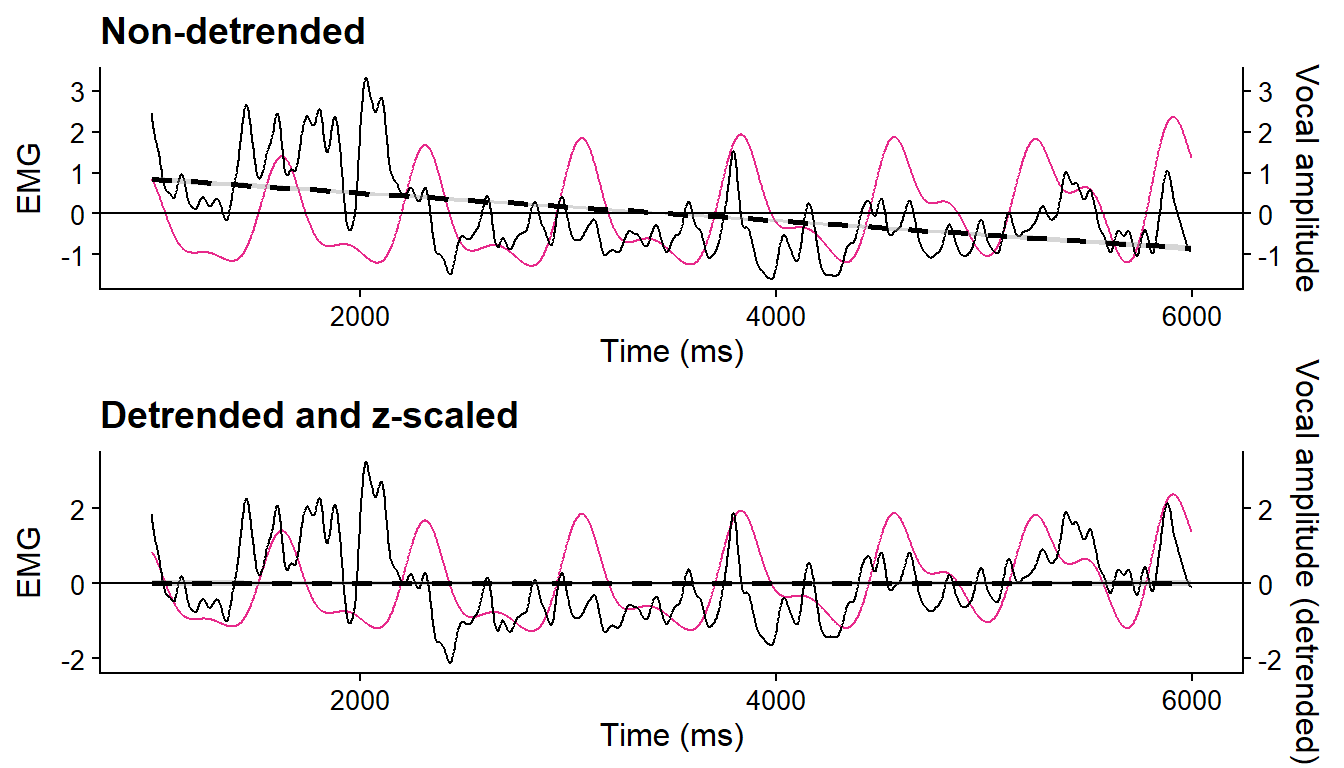 Non-detrended
EMG
3
2
1
0
-1
3
2
1
0
-1
Vocal amplitude
2000
4000
6000
Time (ms)
Detrended and z-scaled
EMG
2
0
-2
2
0
-2
Vocal amplitude (detrended)
2000
4000
6000
Time (ms)